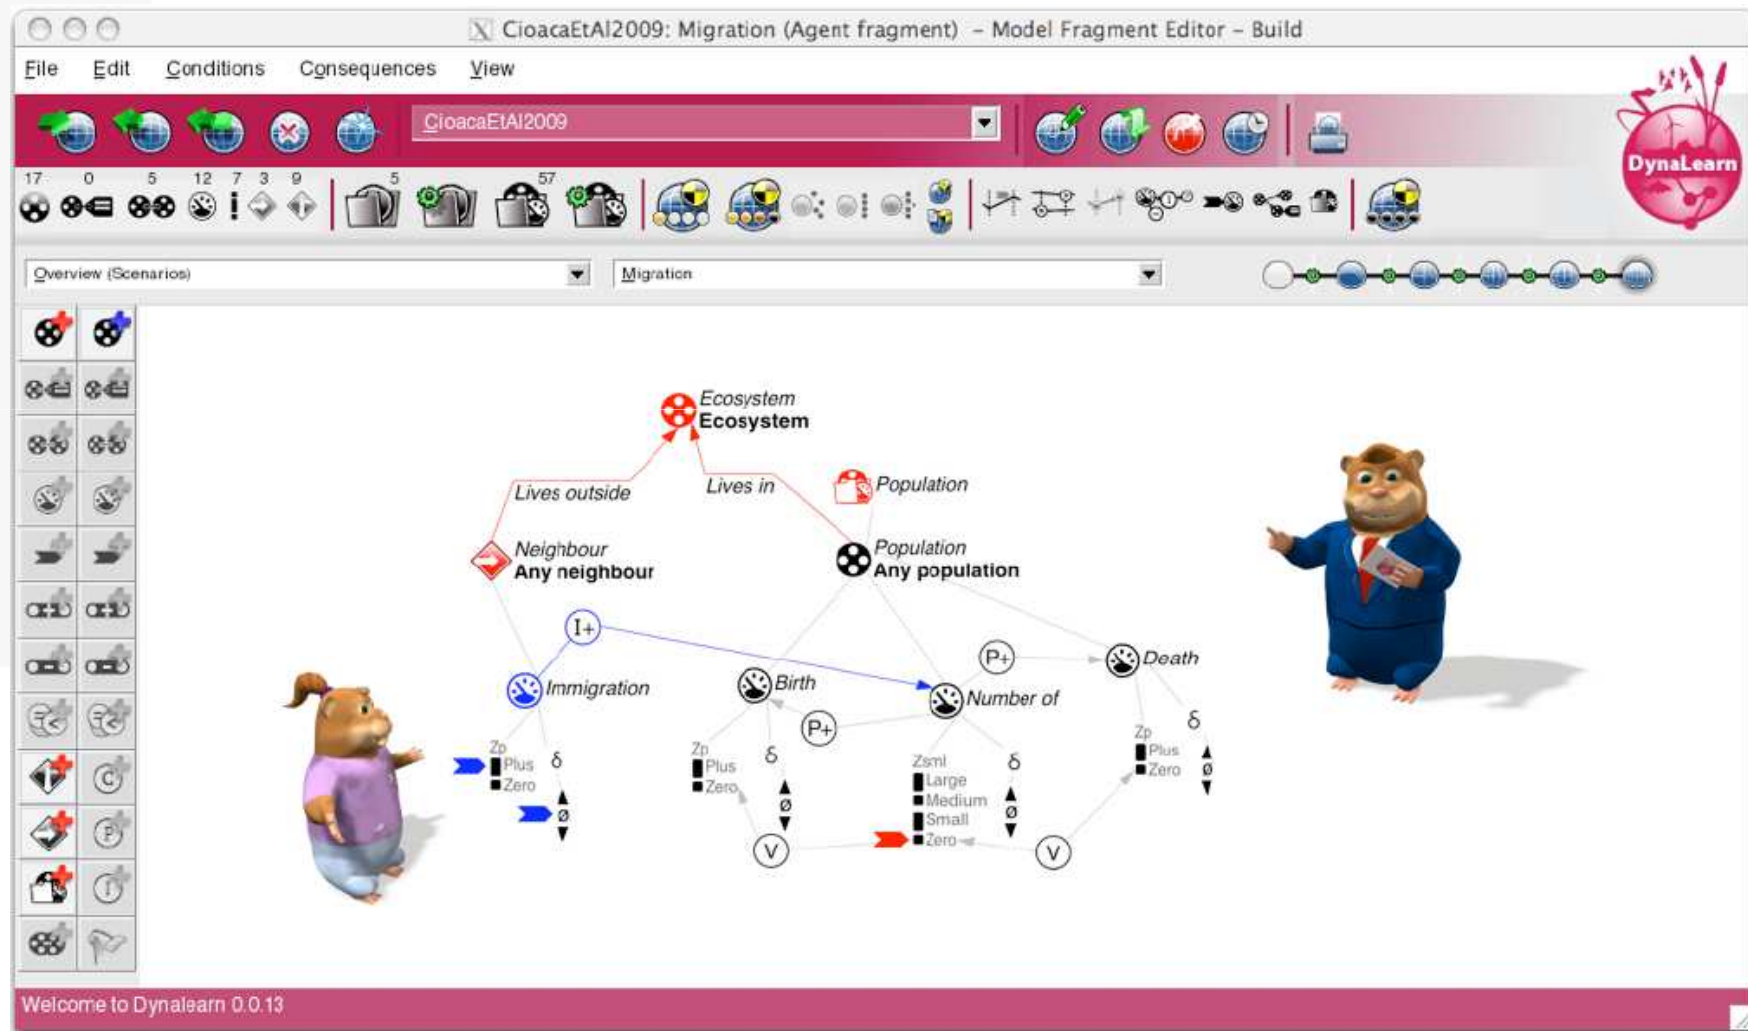 CioacaEtAl2009: Migration (Agent fragment) – Model Fragment Editor – Build
File Edit Conditions Consequences View
CioacaEtAl2009
DynaLearn
17 0 5 12 7 3 9 5 57
Overview (Scenarios) Migration
Ecosystem
Ecosystem
Lives outside Lives in Population
Neighbour Population
Any neighbour Any population
I+
P+ Death
Immigration Birth Number of
P+
Zp Plus Zero δ ø
Zp Plus Zero δ ø
Zsml Large Medium Small Zero δ ø
Zp Plus Zero δ ø
V V
C
P
I
Welcome to Dynalearn 0.0.13